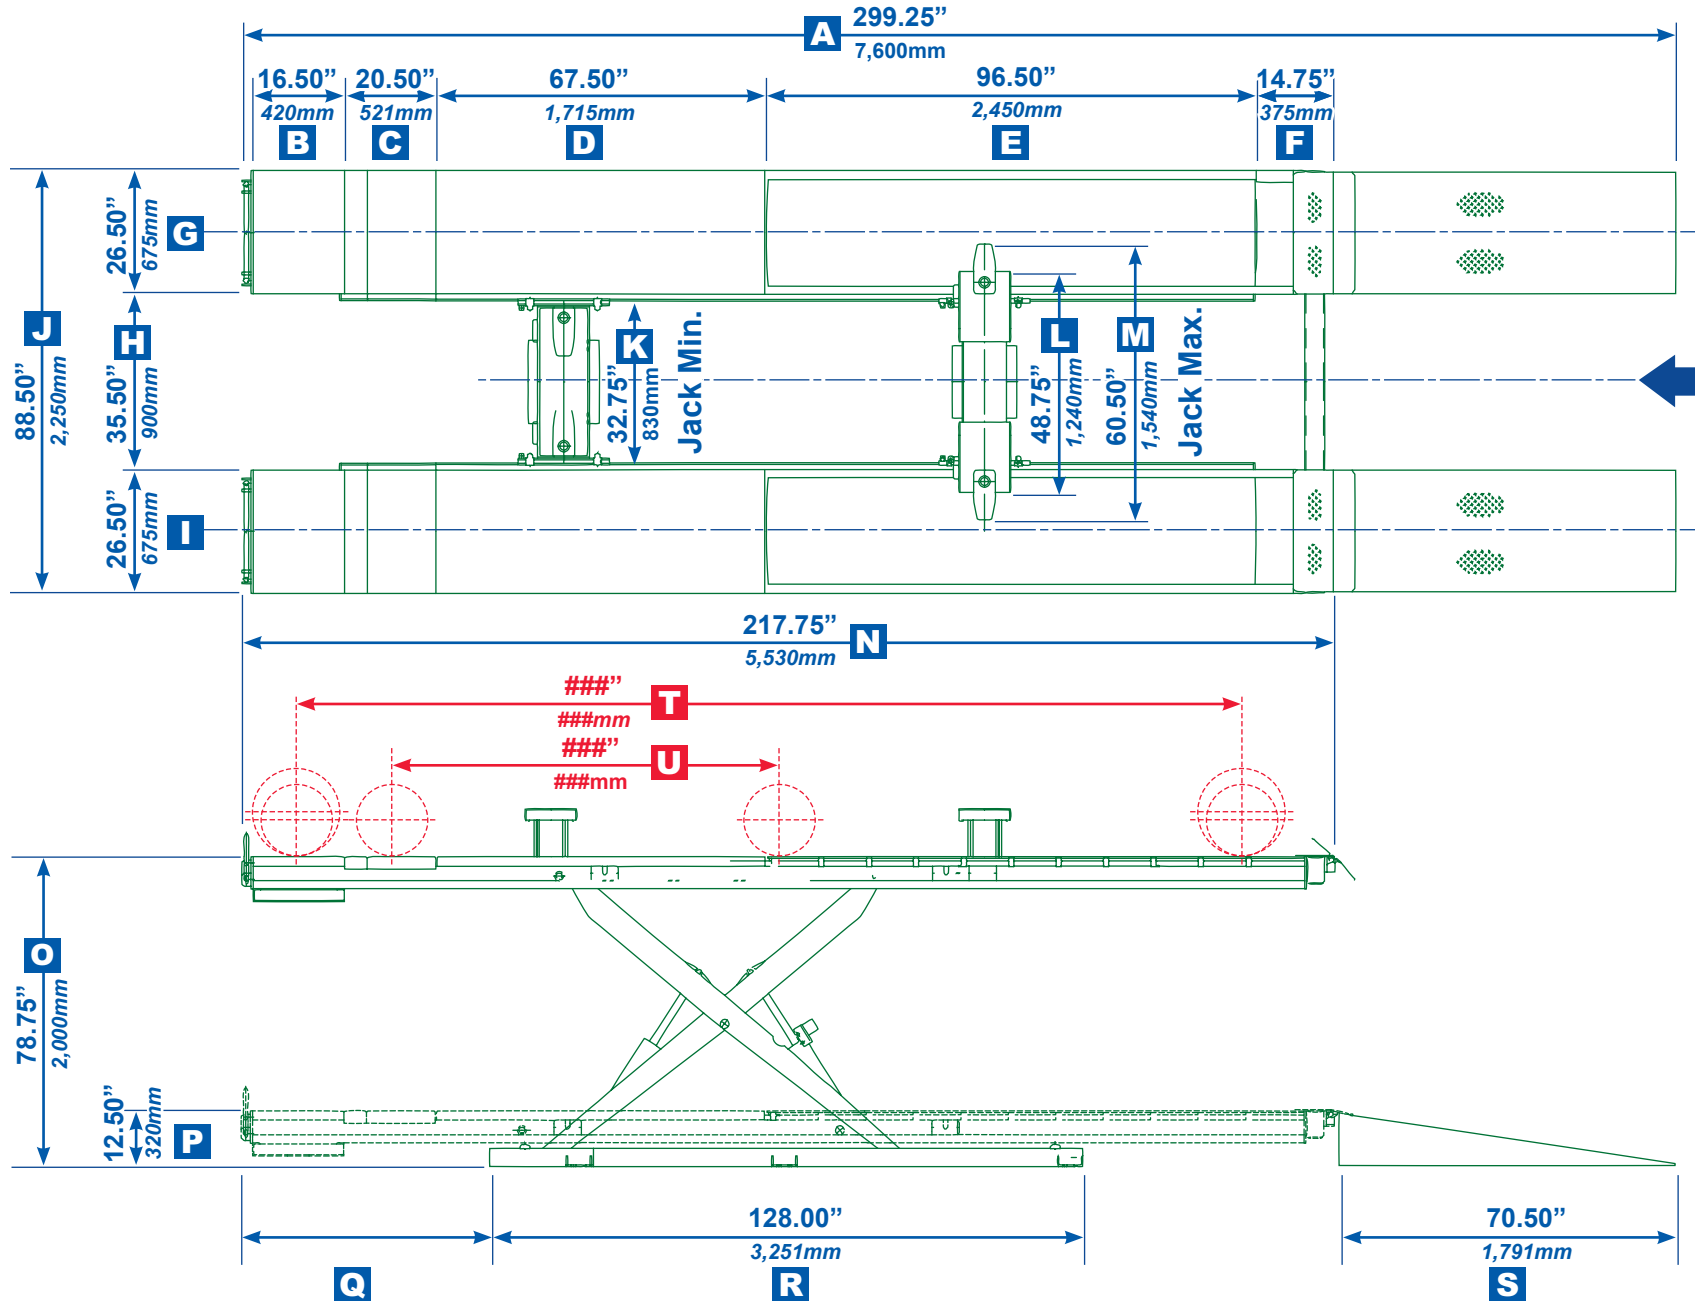 A 299.25”
7,600mm
16.50” 20.50” 67.50” 96.50” 14.75”
420mm 521mm 1,715mm 2,450mm 375mm
B C D E F
G 26.50”
675mm
J 88.50”
2,250mm
H 35.50”
900mm
K 32.75”
830mm
Jack Min.
L 48.75”
1,240mm
M 60.50”
1,540mm
Jack Max.
I 26.50”
675mm
217.75” N
5,530mm
###” T
###mm
###” U
###mm
O 78.75”
2,000mm
12.50” P
320mm
128.00” 70.50”
3,251mm 1,791mm
Q R S